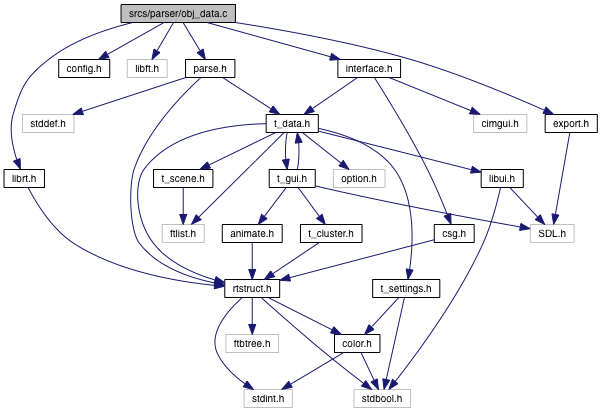 srcs/parser/obj_data.c
config.h
libft.h
parse.h
interface.h
stddef.h
t_data.h
cimgui.h
export.h
librt.h
t_scene.h
t_gui.h
option.h
libui.h
ftlist.h
animate.h
t_cluster.h
csg.h
SDL.h
rtstruct.h
t_settings.h
ftbtree.h
color.h
stdint.h
stdbool.h